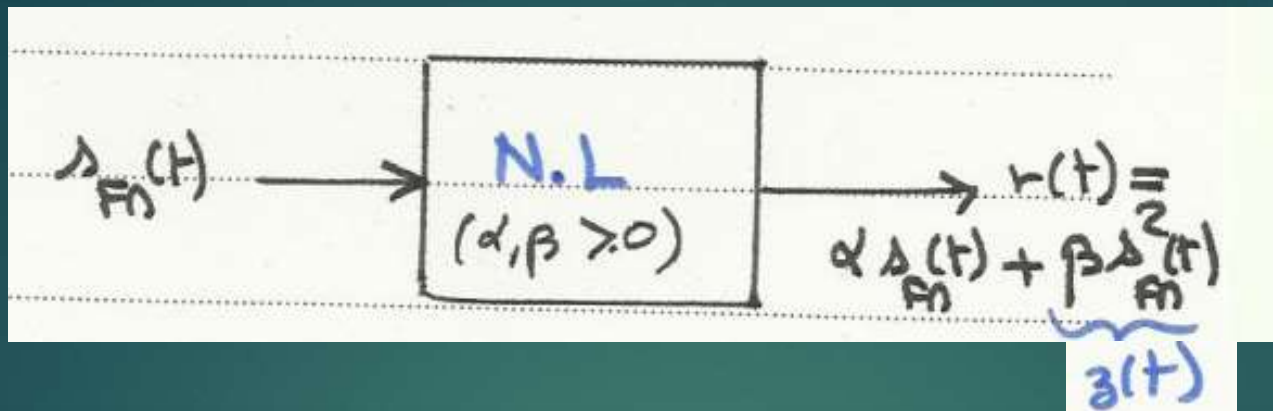 s_FM(t)
N.L
(α, β >0)
r(t) =
α s_FM(t) + β s²_FM(t)
z(t)